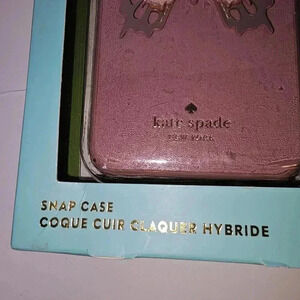 kate spade
NEW YORK
SNAP CASE
COQUE CUIR CLAQUER HYBRIDE